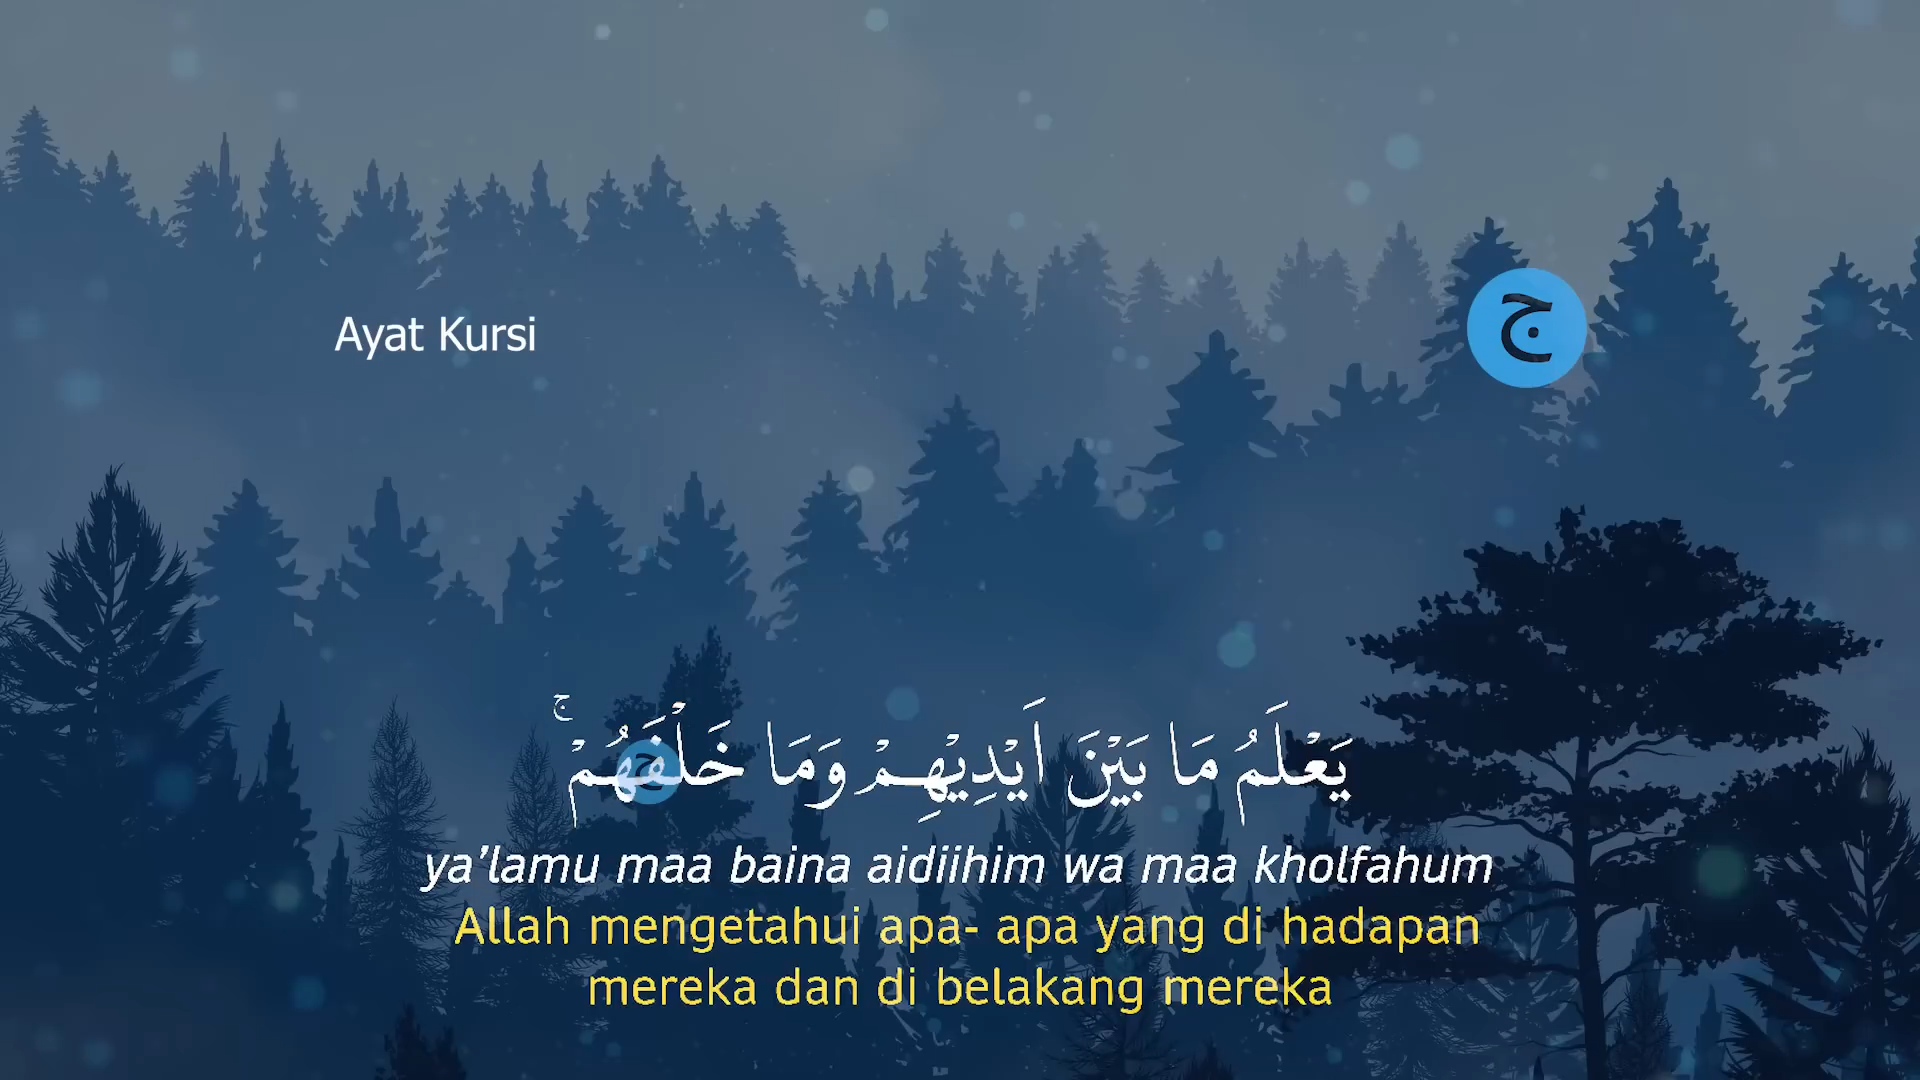 Ayat Kursi
ج
يَعْلَمُ مَا بَيْنَ اَيْدِيْهِمْ وَمَا خَلْفَهُمْۚ
ya’lamu maa baina aidiihim wa maa kholfahum
Allah mengetahui apa- apa yang di hadapan
mereka dan di belakang mereka